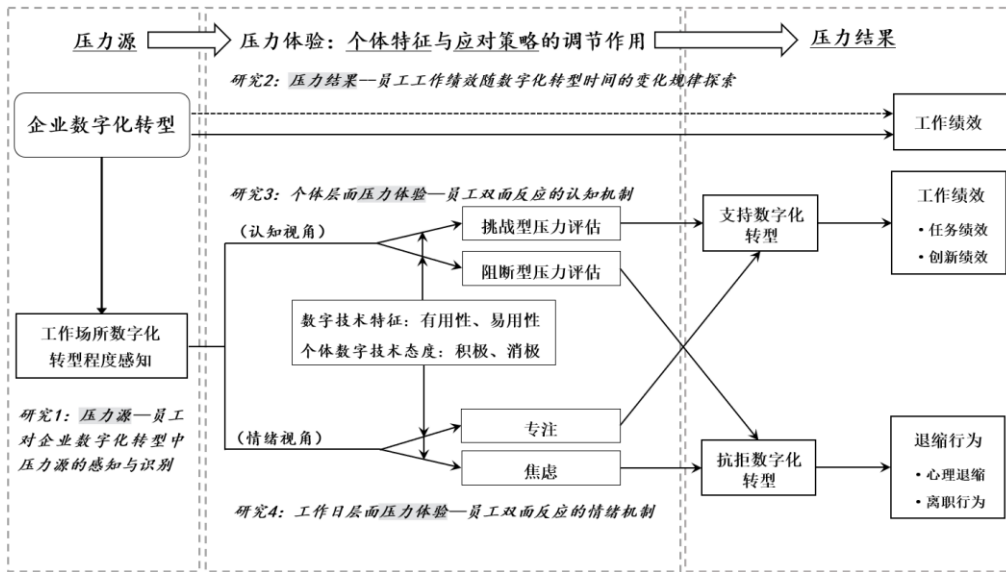 压力源
压力体验：个体特征与应对策略的调节作用
压力结果
研究2：压力结果—员工工作绩效随数字化转型时间的变化规律探索
企业数字化转型
工作绩效
研究3：个体层面压力体验—员工双面反应的认知机制
（认知视角）
挑战型压力评估
阻断型压力评估
支持数字化
转型
工作绩效
• 任务绩效
• 创新绩效
数字技术特征：有用性、易用性
个体数字技术态度：积极、消极
工作场所数字化
转型程度感知
研究1：压力源—员工
对企业数字化转型中
压力源的感知与识别
（情绪视角）
专注
焦虑
抗拒数字化
转型
退缩行为
• 心理退缩
• 离职行为
研究4：工作日层面压力体验—员工双面反应的情绪机制